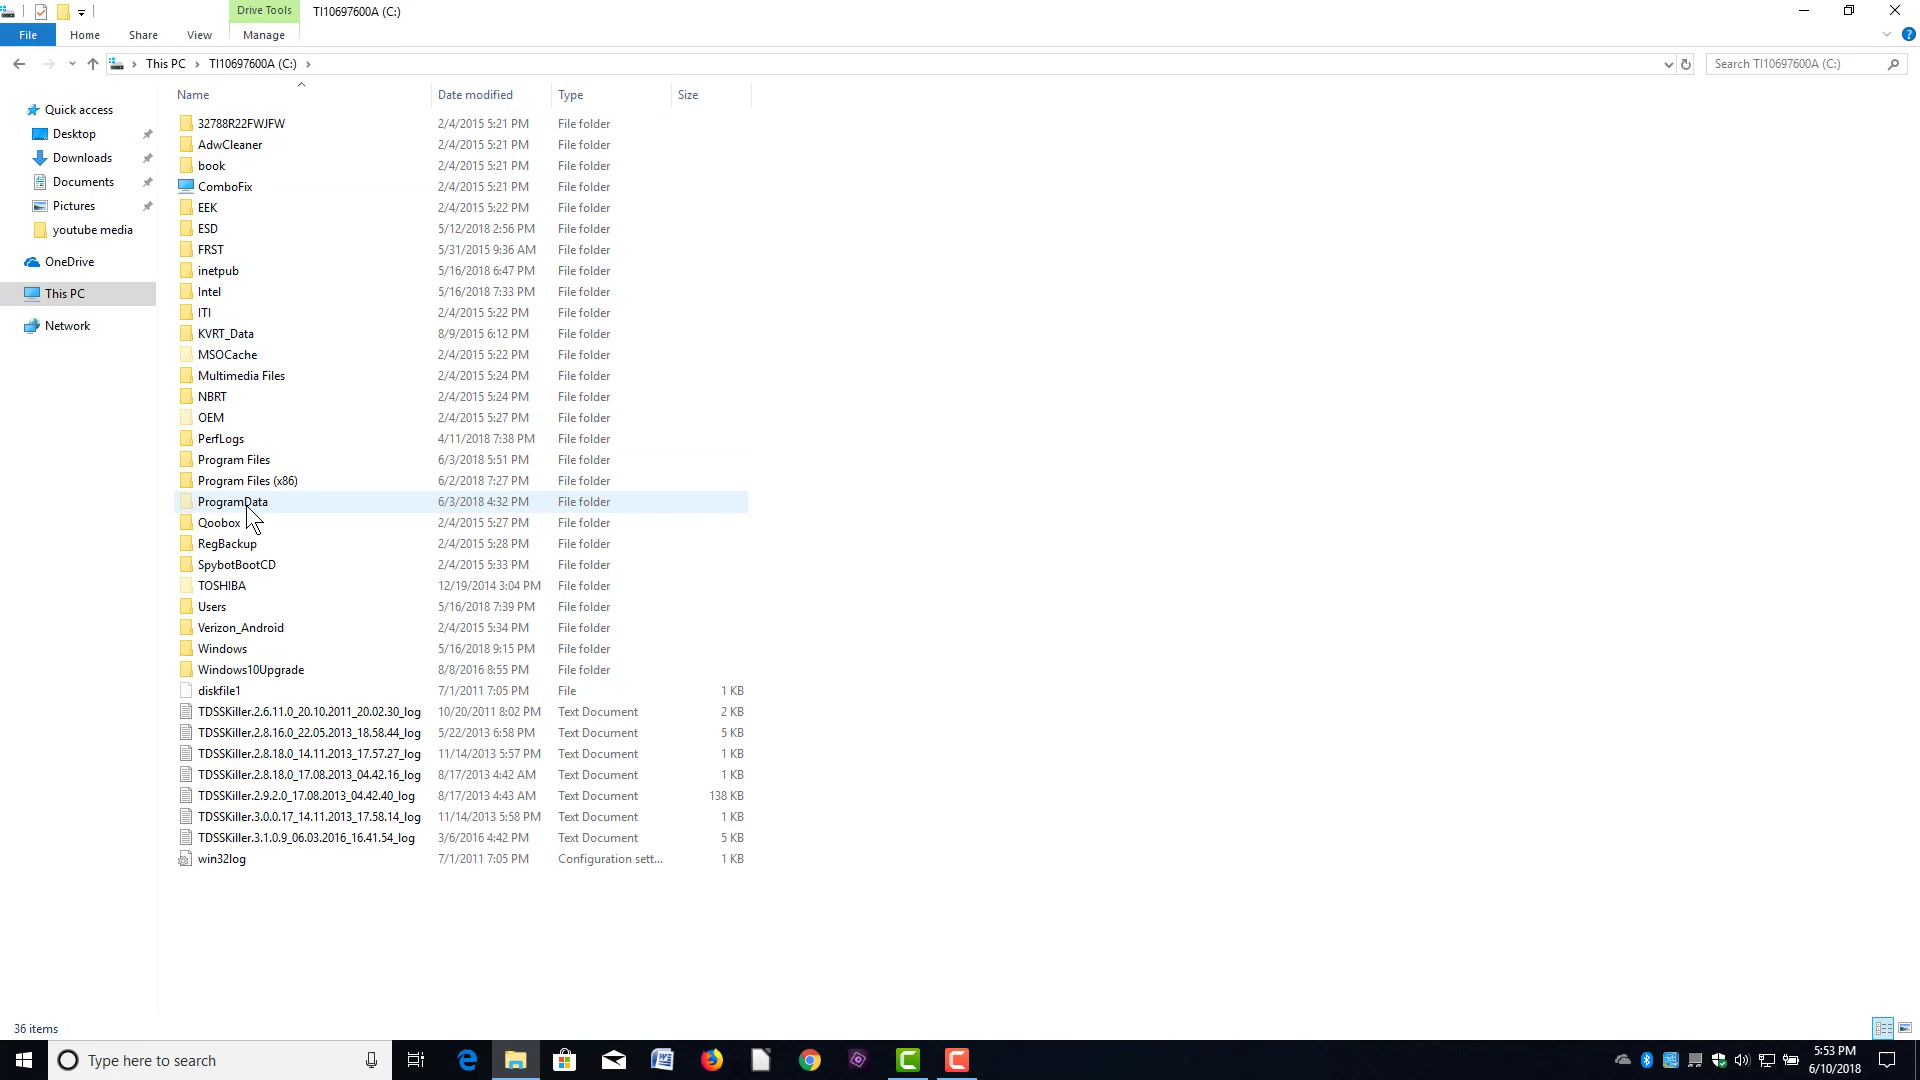 Drive Tools
TI10697600A (C:)
File
Home
Share
View
Manage
This PC
TI10697600A (C:)
Search TI10697600A (C:)
Quick access
Desktop
Downloads
Documents
Pictures
youtube media
OneDrive
This PC
Network
Name Date modified Type Size
32788R22FWJFW 2/4/2015 5:21 PM File folder
AdwCleaner 2/4/2015 5:21 PM File folder
book 2/4/2015 5:21 PM File folder
ComboFix 2/4/2015 5:21 PM File folder
EEK 2/4/2015 5:22 PM File folder
ESD 5/12/2018 2:56 PM File folder
FRST 5/31/2015 9:36 AM File folder
inetpub 5/16/2018 6:47 PM File folder
Intel 5/16/2018 7:33 PM File folder
ITI 2/4/2015 5:22 PM File folder
KVRT_Data 8/9/2015 6:12 PM File folder
MSOCache 2/4/2015 5:22 PM File folder
Multimedia Files 2/4/2015 5:24 PM File folder
NBRT 2/4/2015 5:24 PM File folder
OEM 2/4/2015 5:27 PM File folder
PerfLogs 4/11/2018 7:38 PM File folder
Program Files 6/3/2018 5:51 PM File folder
Program Files (x86) 6/2/2018 7:27 PM File folder
ProgramData 6/3/2018 4:32 PM File folder
Qoobox 2/4/2015 5:27 PM File folder
RegBackup 2/4/2015 5:28 PM File folder
SpybotBootCD 2/4/2015 5:33 PM File folder
TOSHIBA 12/19/2014 3:04 PM File folder
Users 5/16/2018 7:39 PM File folder
Verizon_Android 2/4/2015 5:34 PM File folder
Windows 5/16/2018 9:15 PM File folder
Windows10Upgrade 8/8/2016 8:55 PM File folder
diskfile1 7/1/2011 7:05 PM File 1 KB
TDSSKiller.2.6.11.0_20.10.2011_20.02.30_log 10/20/2011 8:02 PM Text Document 2 KB
TDSSKiller.2.8.16.0_22.05.2013_18.58.44_log 5/22/2013 6:58 PM Text Document 5 KB
TDSSKiller.2.8.18.0_14.11.2013_17.57.27_log 11/14/2013 5:57 PM Text Document 1 KB
TDSSKiller.2.8.18.0_17.08.2013_04.42.16_log 8/17/2013 4:42 AM Text Document 1 KB
TDSSKiller.2.9.2.0_17.08.2013_04.42.40_log 8/17/2013 4:43 AM Text Document 138 KB
TDSSKiller.3.0.0.17_14.11.2013_17.58.14_log 11/14/2013 5:58 PM Text Document 1 KB
TDSSKiller.3.1.0.9_06.03.2016_16.41.54_log 3/6/2016 4:42 PM Text Document 5 KB
win32log 7/1/2011 7:05 PM Configuration sett... 1 KB
36 items
Type here to search
5:53 PM
6/10/2018